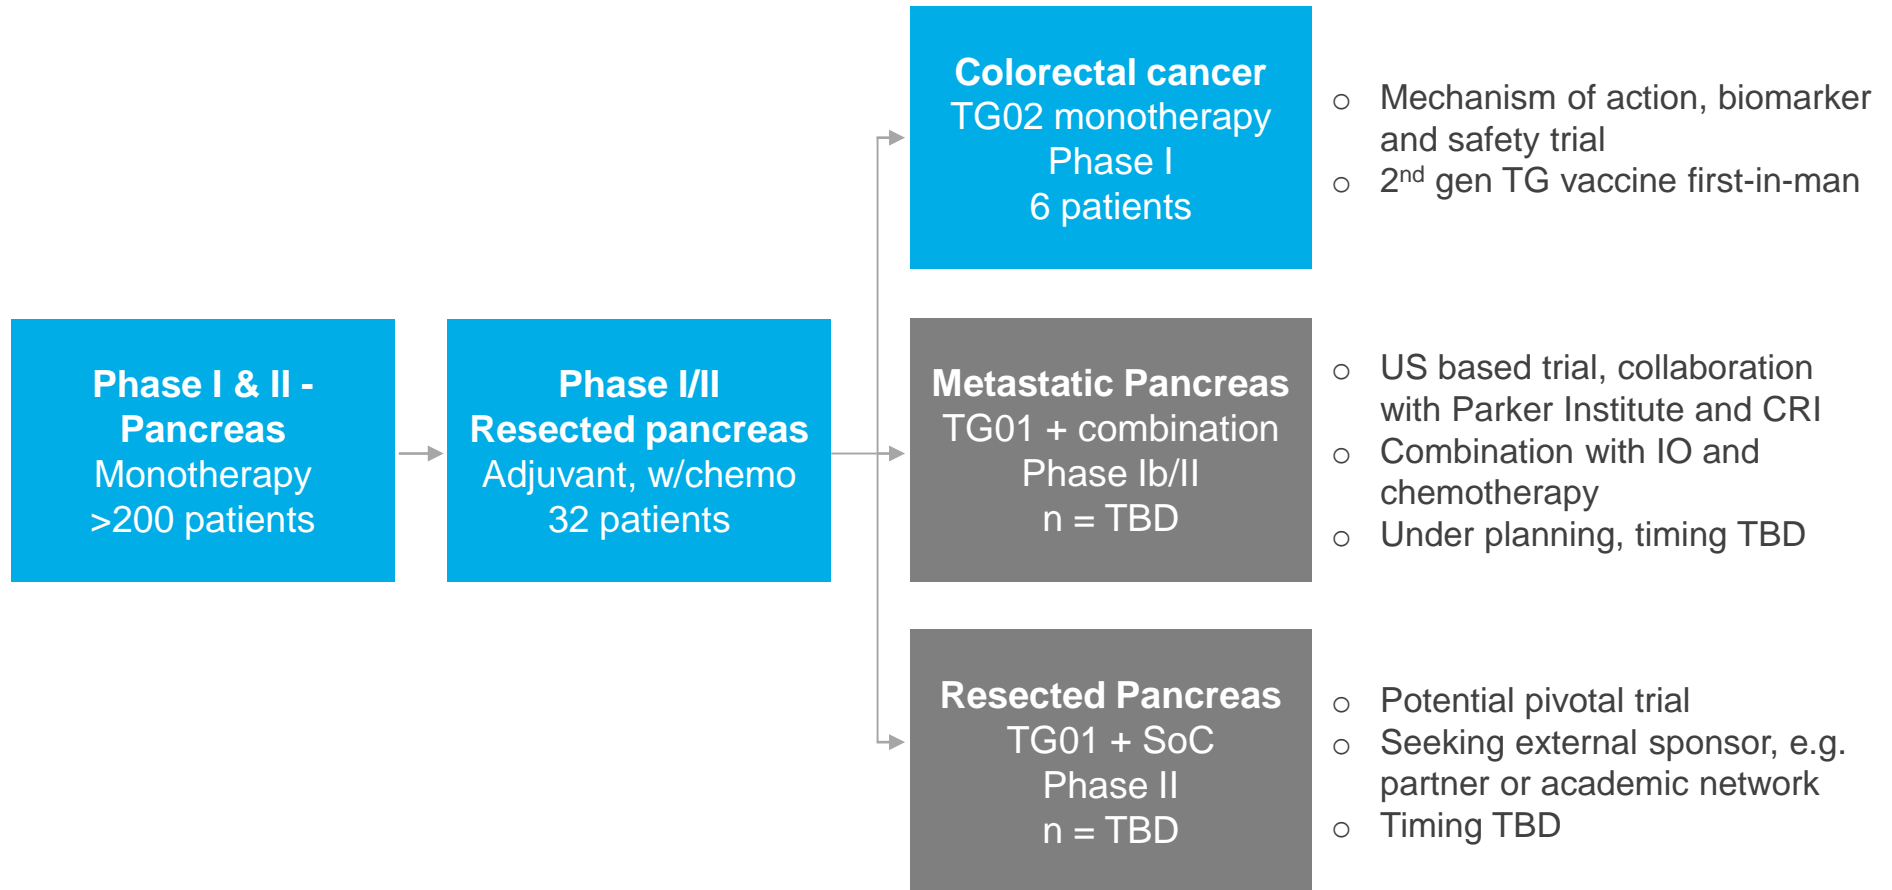 Phase I & II -
Pancreas
Monotherapy
>200 patients
Phase I/II
Resected pancreas
Adjuvant, w/chemo
32 patients
Colorectal cancer
TG02 monotherapy
Phase I
6 patients
○ Mechanism of action, biomarker
and safety trial
○ 2nd gen TG vaccine first-in-man
Metastatic Pancreas
TG01 + combination
Phase Ib/II
n = TBD
○ US based trial, collaboration
with Parker Institute and CRI
○ Combination with IO and
chemotherapy
○ Under planning, timing TBD
Resected Pancreas
TG01 + SoC
Phase II
n = TBD
○ Potential pivotal trial
○ Seeking external sponsor, e.g.
partner or academic network
○ Timing TBD